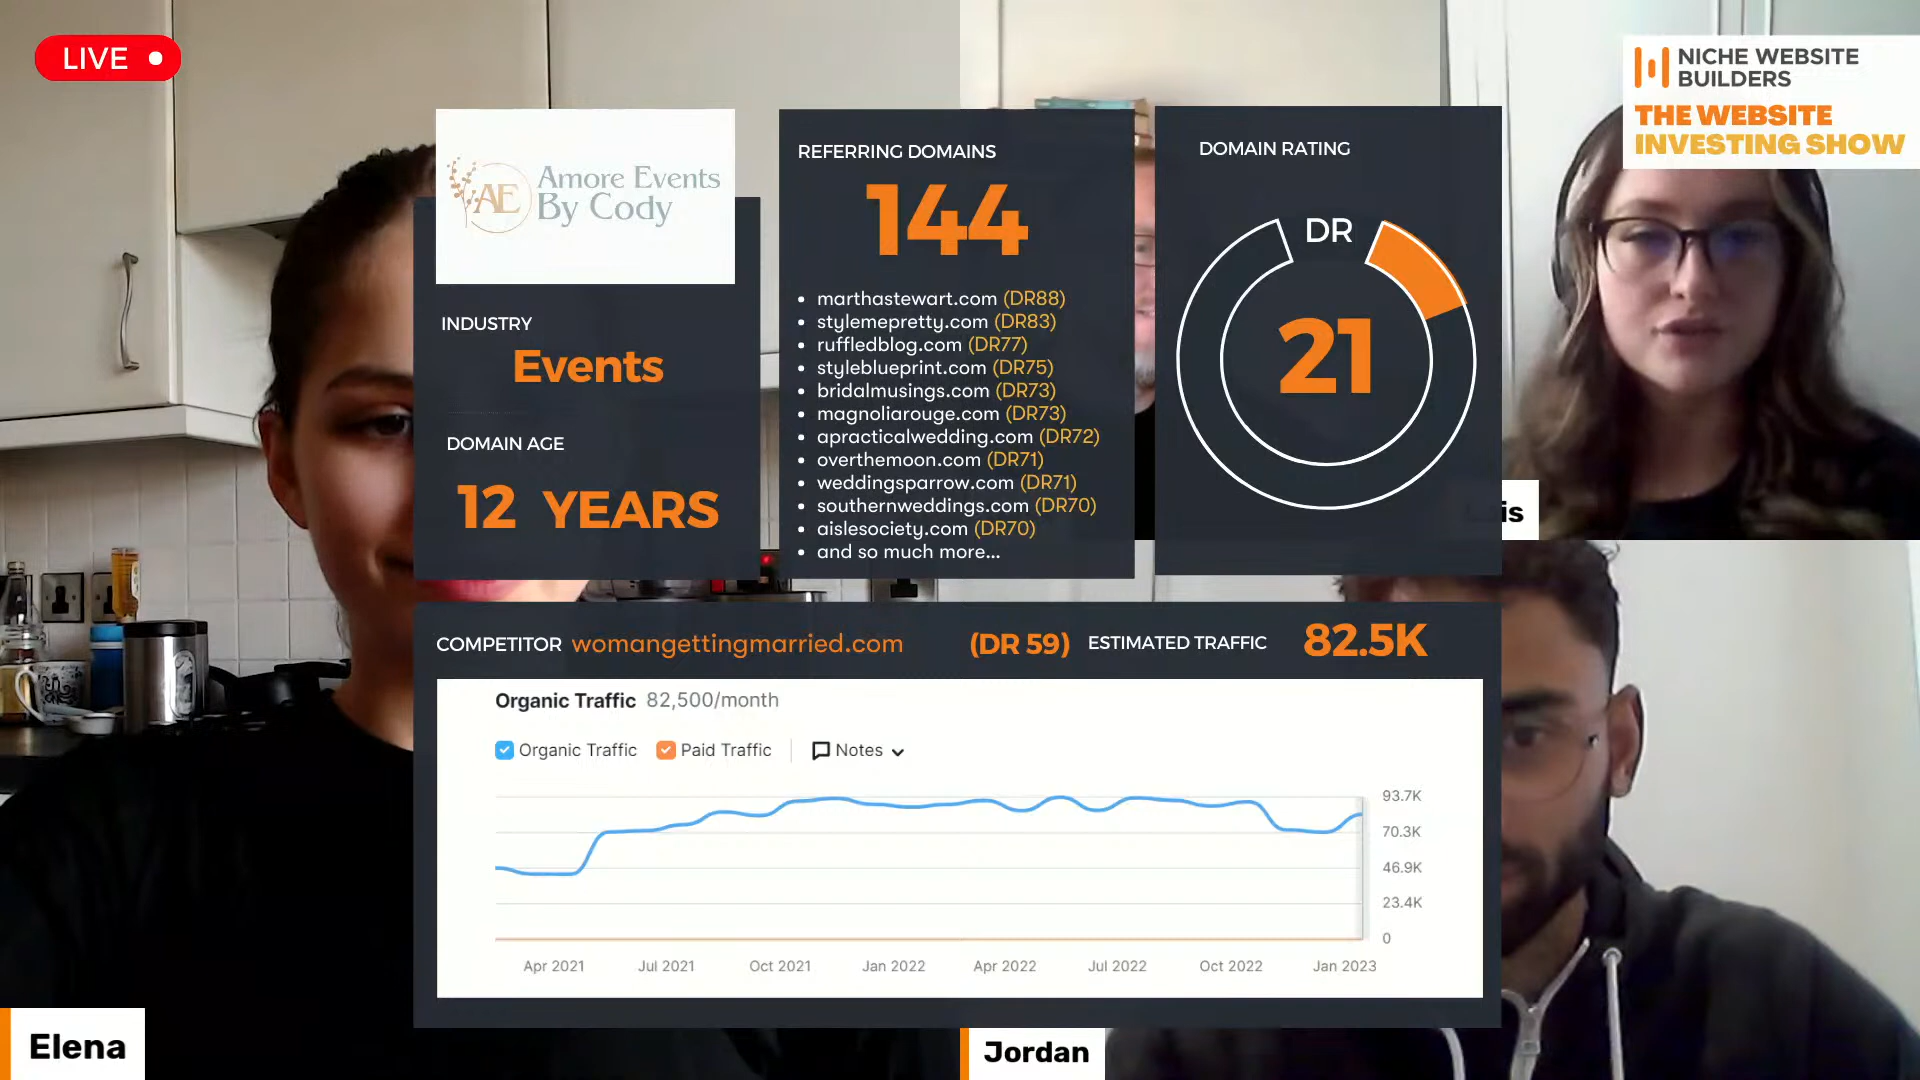 LIVE
NICHE WEBSITE
BUILDERS
THE WEBSITE
INVESTING SHOW
AE
Amore Events
By Cody
INDUSTRY
Events
DOMAIN AGE
12 YEARS
REFERRING DOMAINS
144
• marthastewart.com (DR88)
• stylemepretty.com (DR83)
• ruffledblog.com (DR77)
• styleblueprint.com (DR75)
• bridalmusings.com (DR73)
• magnoliarouge.com (DR73)
• apracticalwedding.com (DR72)
• overthemoon.com (DR71)
• weddingsparrow.com (DR71)
• southernweddings.com (DR70)
• aislesociety.com (DR70)
• and so much more...
DOMAIN RATING
DR
21
is
COMPETITOR womangettingmarried.com (DR 59) ESTIMATED TRAFFIC 82.5K
Organic Traffic 82,500/month
Organic Traffic Paid Traffic Notes
93.7K
70.3K
46.9K
23.4K
0
Apr 2021 Jul 2021 Oct 2021 Jan 2022 Apr 2022 Jul 2022 Oct 2022 Jan 2023
Elena
Jordan